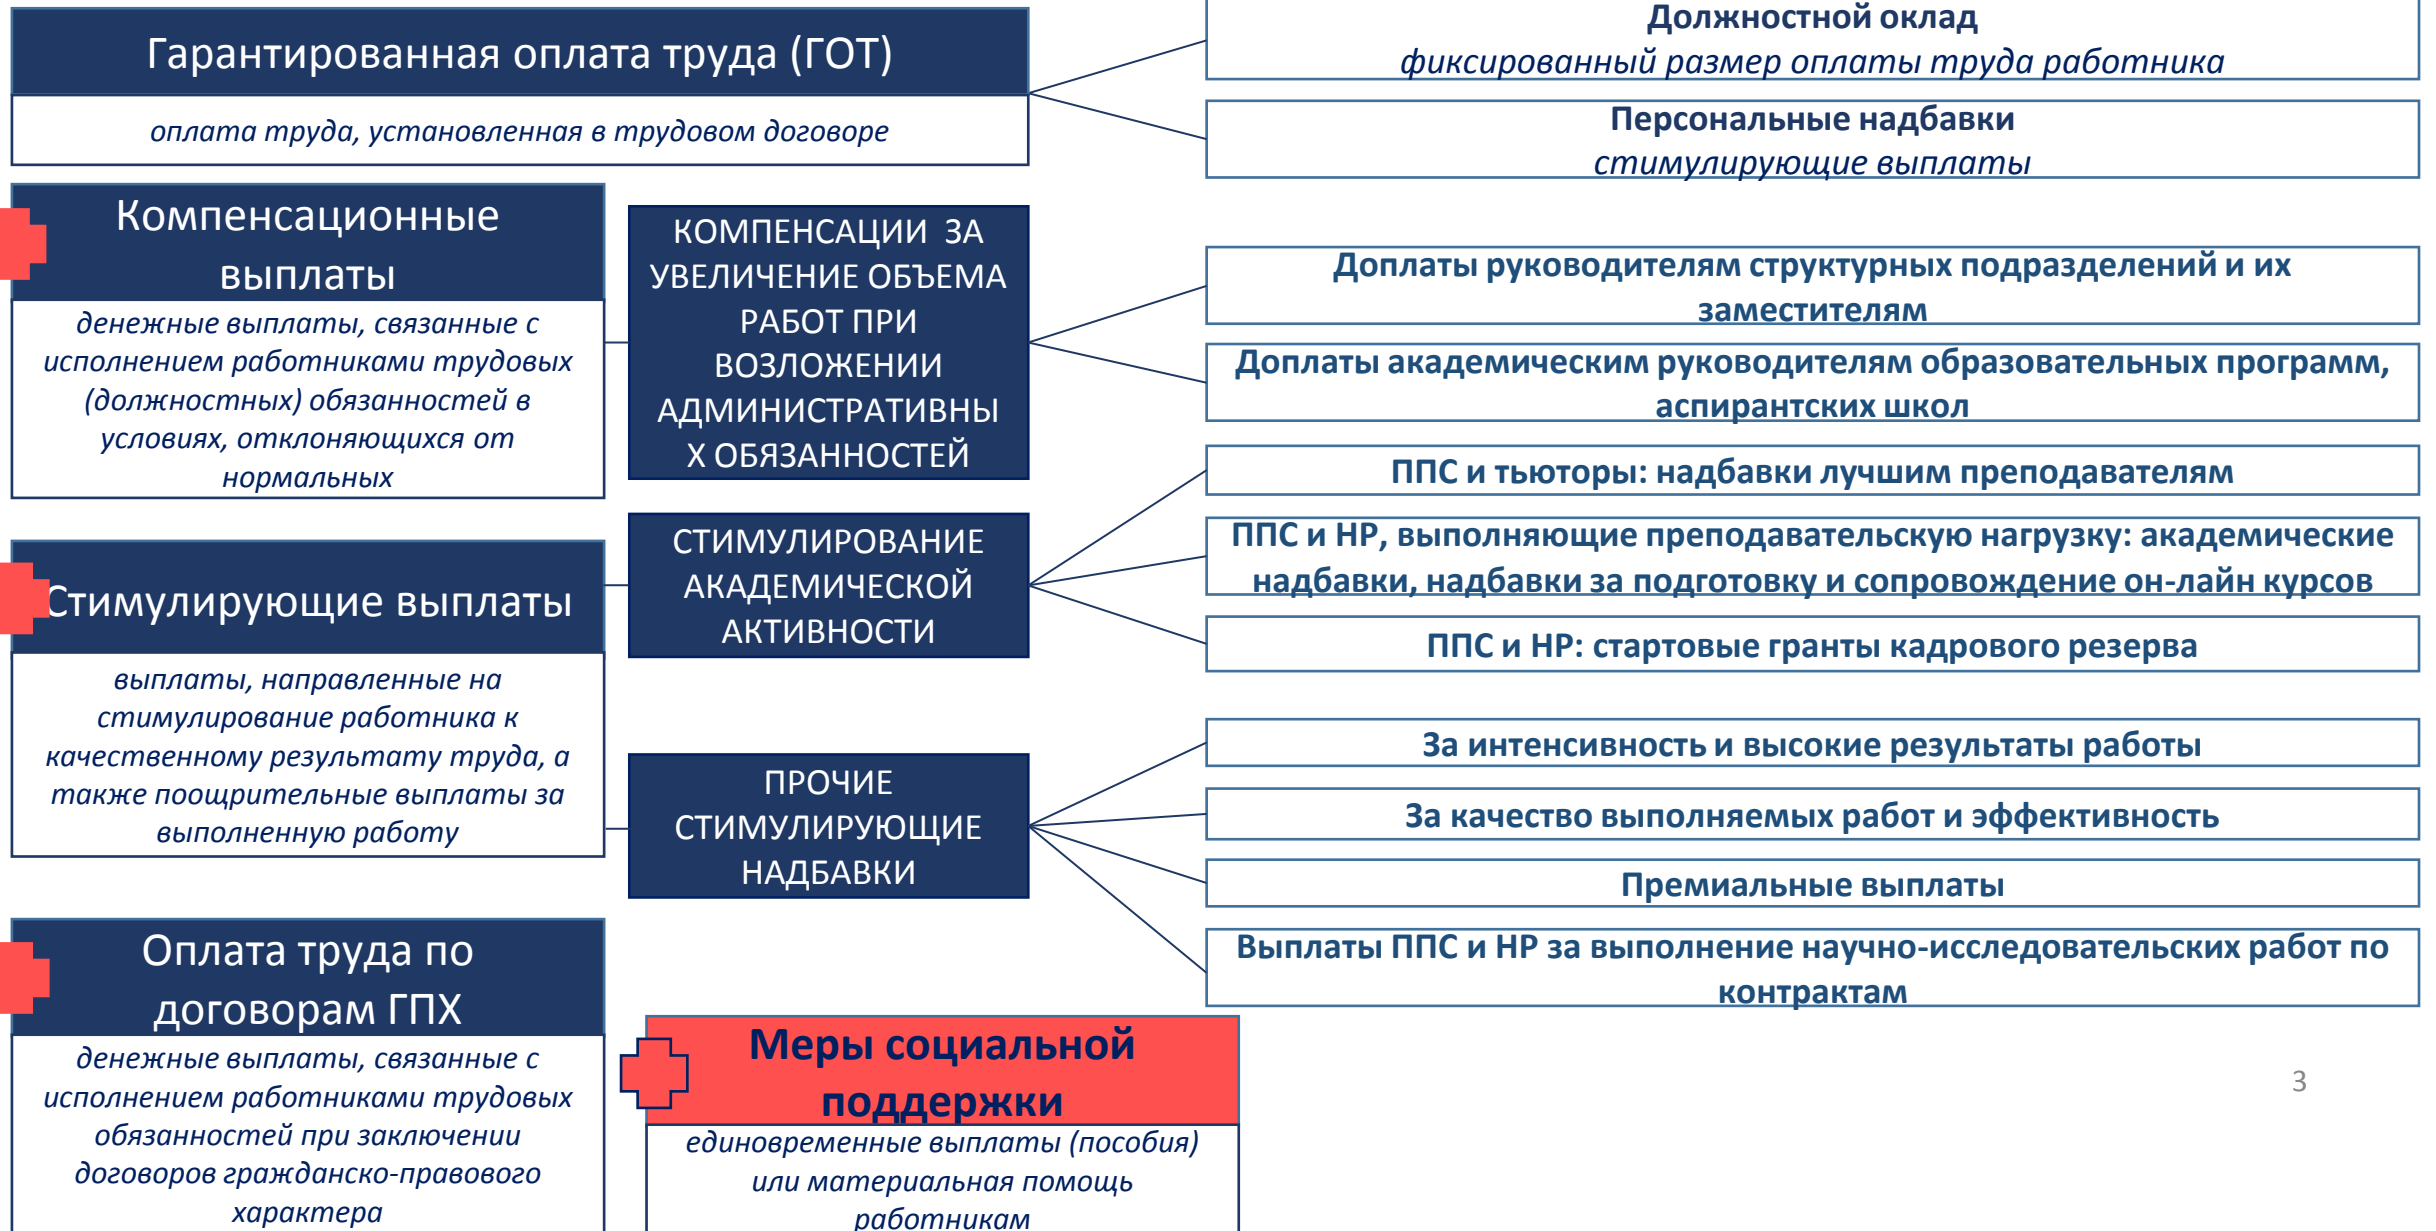 Гарантированная оплата труда (ГОТ)
оплата труда, установленная в трудовом договоре
Должностной оклад
фиксированный размер оплаты труда работника
Персональные надбавки
стимулирующие выплаты
Компенсационные
выплаты
денежные выплаты, связанные с
исполнением работниками трудовых
(должностных) обязанностей в
условиях, отклоняющихся от
нормальных
КОМПЕНСАЦИИ ЗА
УВЕЛИЧЕНИЕ ОБЪЕМА
РАБОТ ПРИ
ВОЗЛОЖЕНИИ
АДМИНИСТРАТИВНЫ
Х ОБЯЗАННОСТЕЙ
Доплаты руководителям структурных подразделений и их
заместителям
Доплаты академическим руководителям образовательных программ,
аспирантских школ
Стимулирующие выплаты
выплаты, направленные на
стимулирование работника к
качественному результату труда, а
также поощрительные выплаты за
выполненную работу
СТИМУЛИРОВАНИЕ
АКАДЕМИЧЕСКОЙ
АКТИВНОСТИ
ППС и тьюторы: надбавки лучшим преподавателям
ППС и НР, выполняющие преподавательскую нагрузку: академические
надбавки, надбавки за подготовку и сопровождение он-лайн курсов
ППС и НР: стартовые гранты кадрового резерва
ПРОЧИЕ
СТИМУЛИРУЮЩИЕ
НАДБАВКИ
За интенсивность и высокие результаты работы
За качество выполняемых работ и эффективность
Премиальные выплаты
Выплаты ППС и НР за выполнение научно-исследовательских работ по
контрактам
Оплата труда по
договорам ГПХ
денежные выплаты, связанные с
исполнением работниками трудовых
обязанностей при заключении
договоров гражданско-правового
характера
Меры социальной
поддержки
единовременные выплаты (пособия)
или материальная помощь
работникам
3